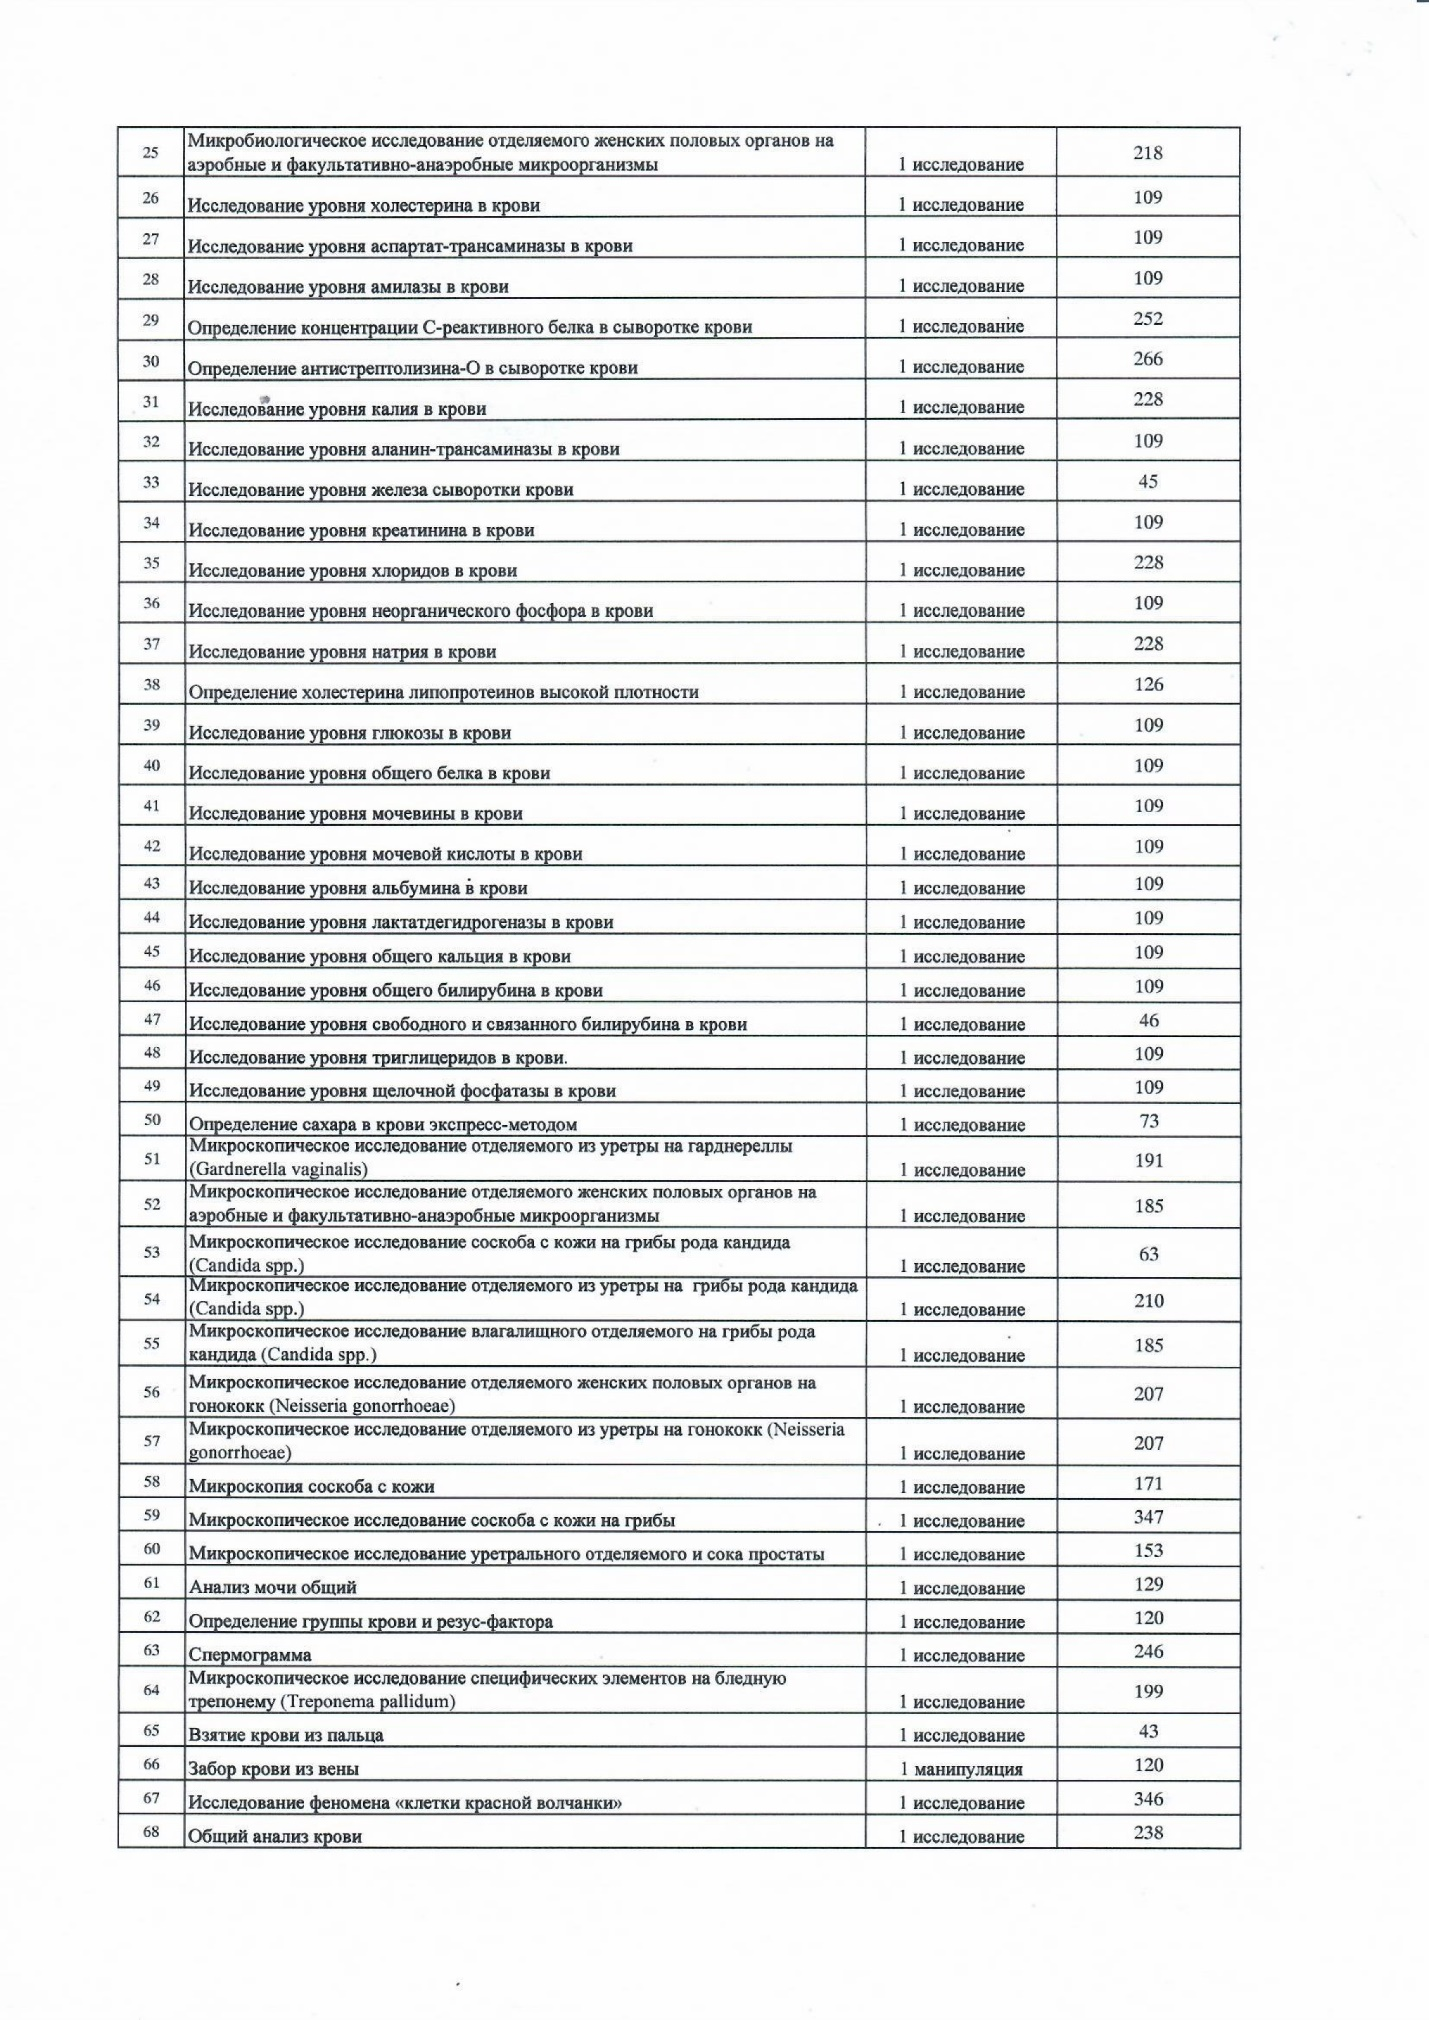 25 Микробиологическое исследование отделяемого женских половых органов на
аэробные и факультативно-анаэробные микроорганизмы 1 исследование 218
26 Исследование уровня холестерина в крови 1 исследование 109
27 Исследование уровня аспартат-трансаминазы в крови 1 исследование 109
28 Исследование уровня амилазы в крови 1 исследование 109
29 Определение концентрации С-реактивного белка в сыворотке крови 1 исследование 252
30 Определение антистрептолизина-О в сыворотке крови 1 исследование 266
31 Исследование уровня калия в крови 1 исследование 228
32 Исследование уровня аланин-трансаминазы в крови 1 исследование 109
33 Исследование уровня железа сыворотки крови 1 исследование 45
34 Исследование уровня креатинина в крови 1 исследование 109
35 Исследование уровня хлоридов в крови 1 исследование 228
36 Исследование уровня неорганического фосфора в крови 1 исследование 109
37 Исследование уровня натрия в крови 1 исследование 228
38 Определение холестерина липопротеинов высокой плотности 1 исследование 126
39 Исследование уровня глюкозы в крови 1 исследование 109
40 Исследование уровня общего белка в крови 1 исследование 109
41 Исследование уровня мочевины в крови 1 исследование 109
42 Исследование уровня мочевой кислоты в крови 1 исследование 109
43 Исследование уровня альбумина в крови 1 исследование 109
44 Исследование уровня лактатдегидрогеназы в крови 1 исследование 109
45 Исследование уровня общего кальция в крови 1 исследование 109
46 Исследование уровня общего билирубина в крови 1 исследование 109
47 Исследование уровня свободного и связанного билирубина в крови 1 исследование 46
48 Исследование уровня триглицеридов в крови. 1 исследование 109
49 Исследование уровня щелочной фосфатазы в крови 1 исследование 109
50 Определение сахара в крови экспресс-методом 1 исследование 73
51 Микроскопическое исследование отделяемого из уретры на гарднереллы
(Gardnerella vaginalis) 1 исследование 191
52 Микроскопическое исследование отделяемого женских половых органов на
аэробные и факультативно-анаэробные микроорганизмы 1 исследование 185
53 Микроскопическое исследование соскоба с кожи на грибы рода кандида
(Candida spp.) 1 исследование 63
54 Микроскопическое исследование отделяемого из уретры на грибы рода кандида
(Candida spp.) 1 исследование 210
55 Микроскопическое исследование влагалищного отделяемого на грибы рода
кандида (Candida spp.) 1 исследование 185
56 Микроскопическое исследование отделяемого женских половых органов на
гонококк (Neisseria gonorrhoeae) 1 исследование 207
57 Микроскопическое исследование отделяемого из уретры на гонококк (Neisseria
gonorrhoeae) 1 исследование 207
58 Микроскопия соскоба с кожи 1 исследование 171
59 Микроскопическое исследование соскоба с кожи на грибы 1 исследование 347
60 Микроскопическое исследование уретрального отделяемого и сока простаты 1 исследование 153
61 Анализ мочи общий 1 исследование 129
62 Определение группы крови и резус-фактора 1 исследование 120
63 Спермограмма 1 исследование 246
64 Микроскопическое исследование специфических элементов на бледную
трепонему (Treponema pallidum) 1 исследование 199
65 Взятие крови из пальца 1 исследование 43
66 Забор крови из вены 1 манипуляция 120
67 Исследование феномена «клетки красной волчанки» 1 исследование 346
68 Общий анализ крови 1 исследование 238